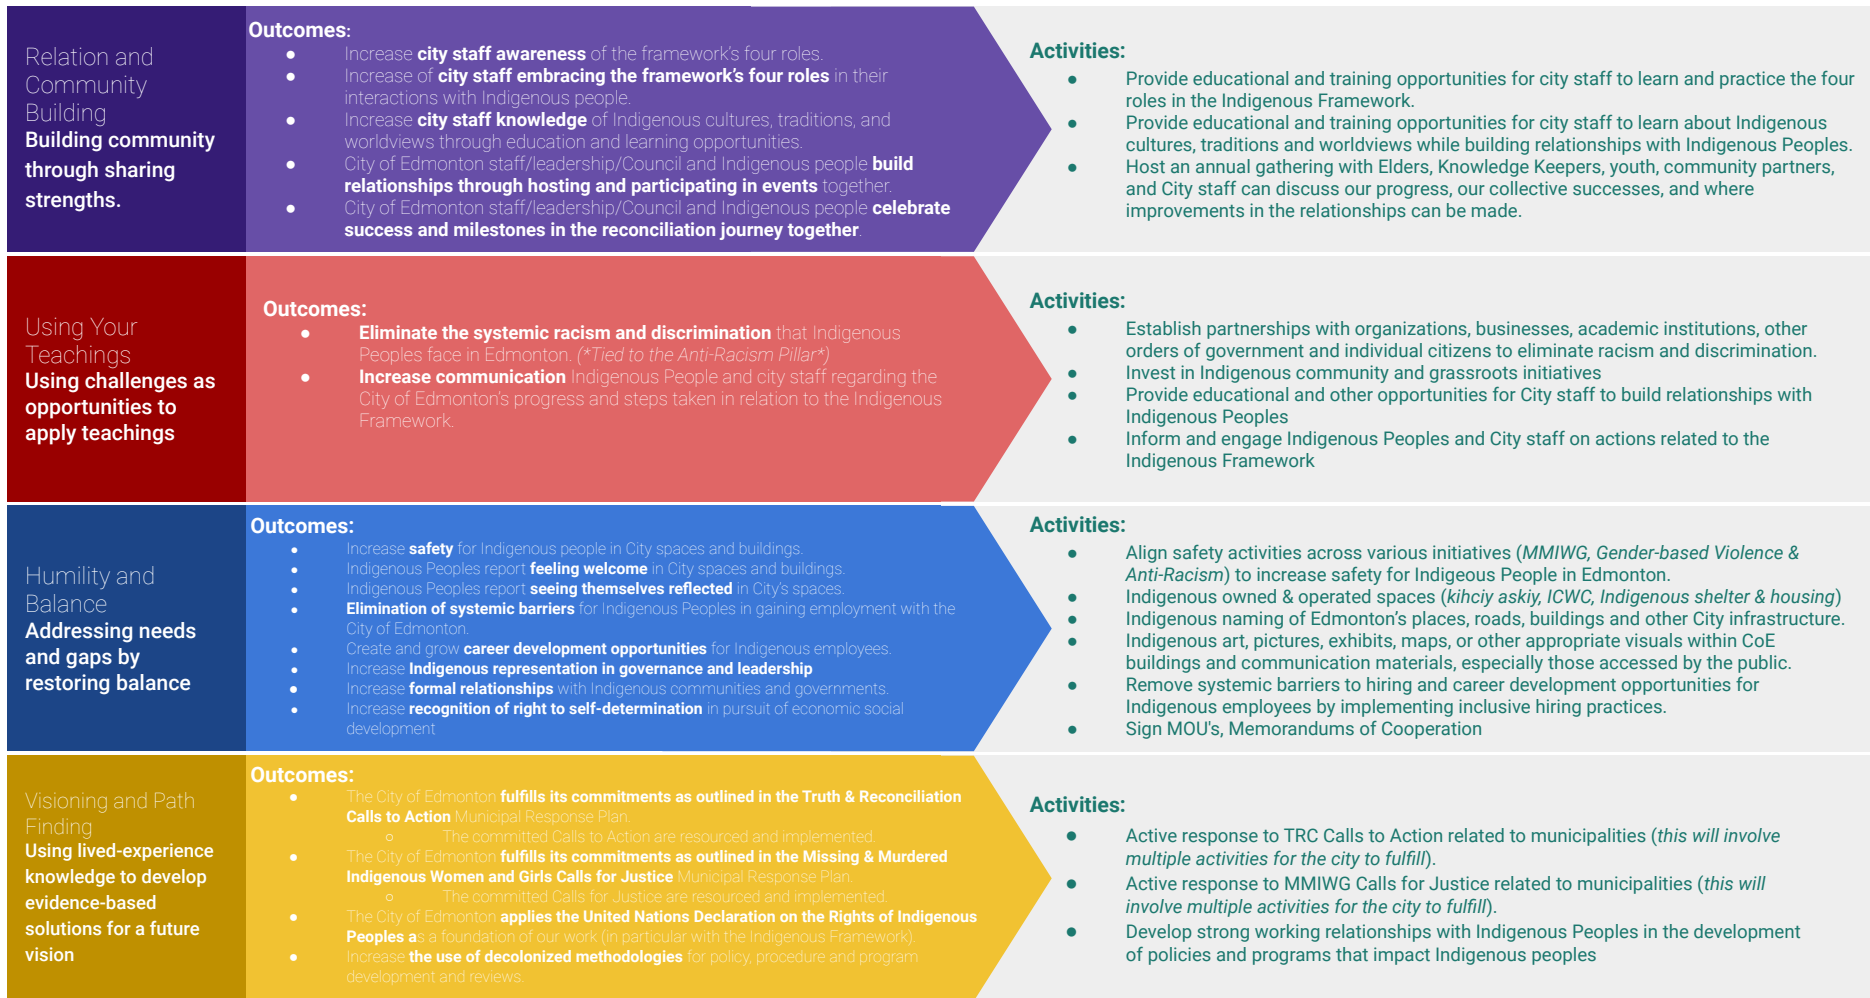 Relation and
Community
Building
Building community
through sharing
strengths.
Outcomes:
● Increase city staff awareness of the framework's four roles.
● Increase of city staff embracing the framework's four roles in their
interactions with Indigenous people.
● Increase city staff knowledge of Indigenous cultures, traditions, and
worldviews through education and learning opportunities.
● City of Edmonton staff/leadership/Council and Indigenous people build
relationships through hosting and participating in events together.
● City of Edmonton staff/leadership/Council and Indigenous people celebrate
success and milestones in the reconciliation journey together.
Activities:
● Provide educational and training opportunities for city staff to learn and practice the four
roles in the Indigenous Framework.
● Provide educational and training opportunities for city staff to learn about Indigenous
cultures, traditions and worldviews while building relationships with Indigenous Peoples.
● Host an annual gathering with Elders, Knowledge Keepers, youth, community partners,
and City staff can discuss our progress, our collective successes, and where
improvements in the relationships can be made.
Using Your
Teachings
Using challenges as
opportunities to
apply teachings
Outcomes:
● Eliminate the systemic racism and discrimination that Indigenous
Peoples face in Edmonton. (*Tied to the Anti-Racism Pillar*)
● Increase communication Indigenous People and city staff regarding the
City of Edmonton's progress and steps taken in relation to the Indigenous
Framework.
Activities:
● Establish partnerships with organizations, businesses, academic institutions, other
orders of government and individual citizens to eliminate racism and discrimination.
● Invest in Indigenous community and grassroots initiatives
● Provide educational and other opportunities for City staff to build relationships with
Indigenous Peoples
● Inform and engage Indigenous Peoples and City staff on actions related to the
Indigenous Framework
Humility and
Balance
Addressing needs
and gaps by
restoring balance
Outcomes:
● Increase safety for Indigenous people in City spaces and buildings.
● Indigenous Peoples report feeling welcome in City spaces and buildings.
● Indigenous Peoples report seeing themselves reflected in City's spaces.
● Elimination of systemic barriers for Indigenous Peoples in gaining employment with the
City of Edmonton.
● Create and grow career development opportunities for Indigenous employees.
● Increase Indigenous representation in governance and leadership
● Increase formal relationships with Indigenous communities and governments.
● Increase recognition of right to self-determination in pursuit of economic social
development
Activities:
● Align safety activities across various initiatives (MMIWG, Gender-based Violence &
Anti-Racism) to increase safety for Indigeous People in Edmonton.
● Indigenous owned & operated spaces (kihciy askiy, ICWC, Indigenous shelter & housing)
● Indigenous naming of Edmonton's places, roads, buildings and other City infrastructure.
● Indigenous art, pictures, exhibits, maps, or other appropriate visuals within CoE
buildings and communication materials, especially those accessed by the public.
● Remove systemic barriers to hiring and career development opportunities for
Indigenous employees by implementing inclusive hiring practices.
● Sign MOU's, Memorandums of Cooperation
Visioning and Path
Finding
Using lived-experience
knowledge to develop
evidence-based
solutions for a future
vision
Outcomes:
● The City of Edmonton fulfills its commitments as outlined in the Truth & Reconciliation
Calls to Action Municipal Response Plan.
○ The committed Calls to Action are resourced and implemented.
● The City of Edmonton fulfills its commitments as outlined in the Missing & Murdered
Indigenous Women and Girls Calls for Justice Municipal Response Plan.
○ The committed Calls for Justice are resourced and implemented.
● The City of Edmonton applies the United Nations Declaration on the Rights of Indigenous
Peoples as a foundation of our work (in particular with the Indigenous Framework).
● Increase the use of decolonized methodologies for policy, procedure and program
development and reviews.
Activities:
● Active response to TRC Calls to Action related to municipalities (this will involve
multiple activities for the city to fulfill).
● Active response to MMIWG Calls for Justice related to municipalities (this will
involve multiple activities for the city to fulfill).
● Develop strong working relationships with Indigenous Peoples in the development
of policies and programs that impact Indigenous peoples